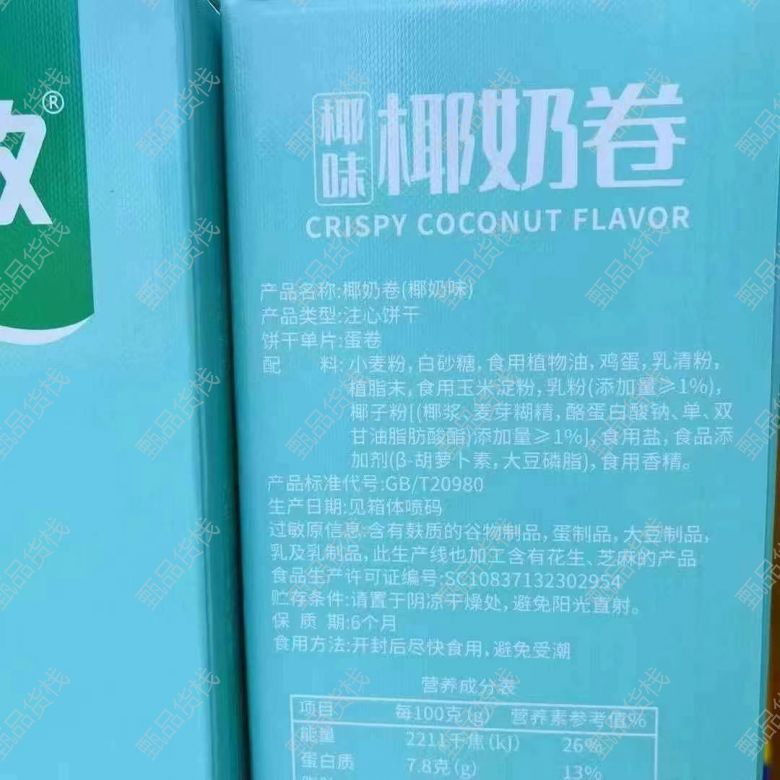 ®
椰味
椰奶卷
CRISPY COCONUT FLAVOR
产品名称:椰奶卷(椰奶味)
产品类型:注心饼干
饼干单片:蛋卷
配 料:小麦粉,白砂糖,食用植物油,鸡蛋,乳清粉,
植脂末,食用玉米淀粉,乳粉(添加量≥1%),
椰子粉[(椰浆、麦芽糊精,酪蛋白酸钠、单、双
甘油脂肪酸酯)添加量≥1%],食用盐,食品添
加剂(β-胡萝卜素,大豆磷脂),食用香精。
产品标准代号:GB/T20980
生产日期:见箱体喷码
过敏原信息:含有麸质的谷物制品,蛋制品,大豆制品,
乳及乳制品,此生产线也加工含有花生、芝麻的产品
食品生产许可证编号:SC10837132302954
贮存条件:请置于阴凉干燥处,避免阳光直射。
保 质 期:6个月
食用方法:开封后尽快食用,避免受潮
营养成分表
项目 每100克(g) 营养素参考值%
能量 2211千焦(kJ) 26%
蛋白质 7.8克(g) 13%
甄品货栈